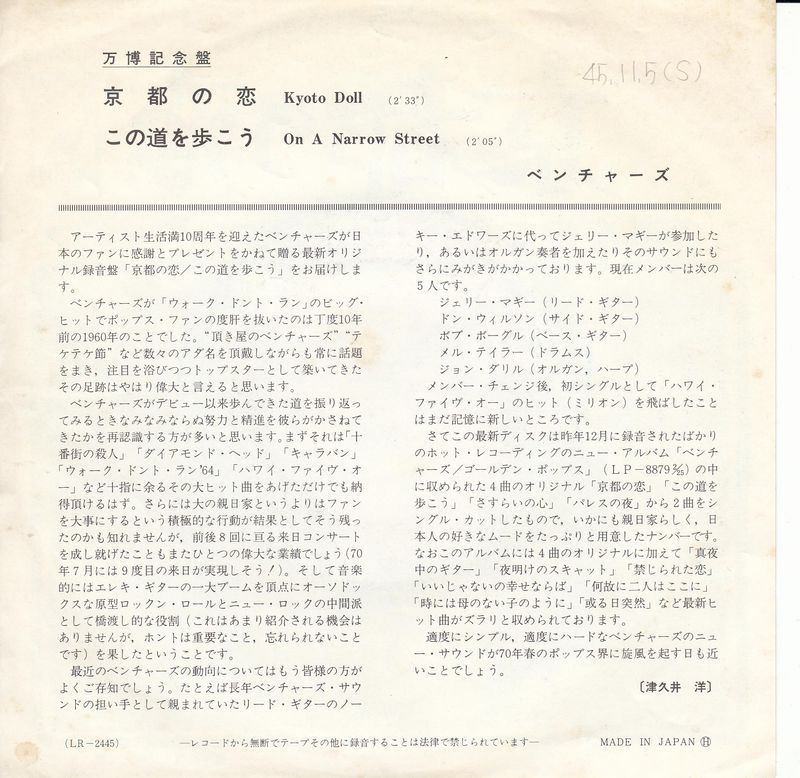 万博記念盤
45.11.5(S)
京都の恋 Kyoto Doll (2'33")
この道を歩こう On A Narrow Street (2'05")
ベンチャーズ
アーティスト生活満10周年を迎えたベンチャーズが日
本のファンに感謝とプレゼントをかねて贈る最新オリジ
ナル録音盤「京都の恋／この道を歩こう」をお届けしま
す。
ベンチャーズが「ウォーク・ドント・ラン」のビッグ・
ヒットでポップス・ファンの度肝を抜いたのは丁度10年
前の1960年のことでした。“頂き屋のベンチャーズ”“テ
ケテケ節”など数々のアダ名を頂戴しながらも常に話題
をまき，注目を浴びつつトップスターとして築いてきた
その足跡はやはり偉大と言えると思います。
ベンチャーズがデビュー以来歩んできた道を振り返っ
てみるときなみなみならぬ努力と精進を彼らがかさねて
きたかを再認識する方が多いと思います。まずそれは「十
番街の殺人」「ダイアモンド・ヘッド」「キャラバン」
「ウォーク・ドント・ラン'64」「ハワイ・ファイヴ・オ
ー」など十指に余るその大ヒット曲をあげただけでも納
得頂けるはず。さらには大の親日家というよりはファン
を大事にするという積極的な行動が結果としてそう残っ
たのかも知れませんが，前後8回に亘る来日コンサート
を成し就げたこともまたひとつの偉大な業績でしょう(70
年7月には9度目の来日が実現しそう！)。そして音楽
的にはエレキ・ギターの一大ブームを頂点にオーソドッ
クスな原型ロックン・ロールとニュー・ロックの中間派
として橋渡し的な役割（これはあまり紹介される機会は
ありませんが，ホントは重要なこと，忘れられないこと
です）を果したということです。
最近のベンチャーズの動向についてはもう皆様の方が
よくご存知でしょう。たとえば長年ベンチャーズ・サウ
ンドの担い手として親まれていたリード・ギターのノー
キー・エドワーズに代ってジェリー・マギーが参加した
り，あるいはオルガン奏者を加えたりそのサウンドにも
さらにみがきがかかっております。現在メンバーは次の
5人です。
ジェリー・マギー（リード・ギター）
ドン・ウィルソン（サイド・ギター）
ボブ・ボーグル（ベース・ギター）
メル・テイラー（ドラムス）
ジョン・ダリル（オルガン，ハープ）
メンバー・チェンジ後，初シングルとして「ハワイ・
ファイヴ・オー」のヒット（ミリオン）を飛ばしたこと
はまだ記憶に新しいところです。
さてこの最新ディスクは昨年12月に録音されたばかり
のホット・レコーディングのニュー・アルバム「ベンチ
ャーズ／ゴールデン・ポップス」（LP－8879 3/25）の中
に収められた4曲のオリジナル「京都の恋」「この道を
歩こう」「さすらいの心」「パレスの夜」から2曲をシ
ングル・カットしたもので，いかにも親日家らしく，日
本人の好きなムードをたっぷりと用意したナンバーです。
なおこのアルバムには4曲のオリジナルに加えて「真夜
中のギター」「夜明けのスキャット」「禁じられた恋」
「いいじゃないの幸せならば」「何故に二人はここに」
「時には母のない子のように」「或る日突然」など最新ヒ
ット曲がズラリと収められております。
適度にシンプル，適度にハードなベンチャーズのニュ
ー・サウンドが70年春のポップス界に旋風を起す日も近
いことでしょう。
〔津久井　洋〕
(LR－2445)
―レコードから無断でテープその他に録音することは法律で禁じられています―
MADE IN JAPAN Ⓗ